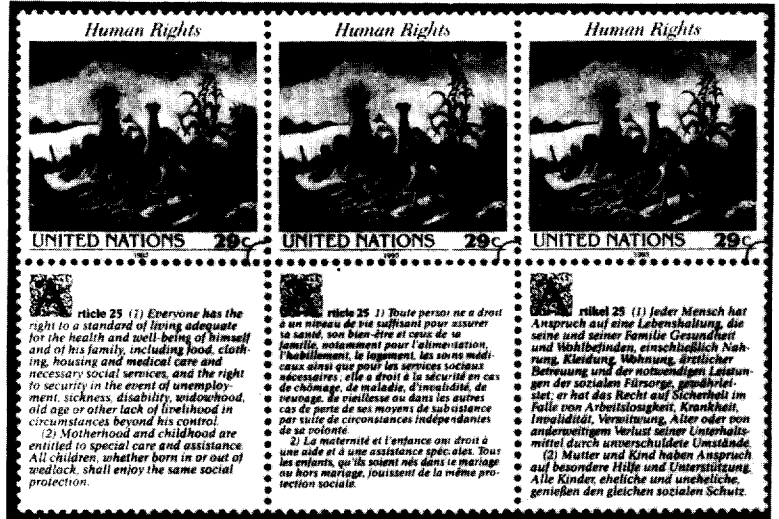 Human Rights
Human Rights
Human Rights
UNITED NATIONS 29c
UNITED NATIONS 29c
UNITED NATIONS 29c
1993
Article 25 (1) Everyone has the
right to a standard of living adequate
for the health and well-being of himself
and of his family, including food, cloth-
ing, housing and medical care and
necessary social services, and the right
to security in the event of unemploy-
ment, sickness, disability, widowhood,
old age or other lack of livelihood in
circumstances beyond his control.
(2) Motherhood and childhood are
entitled to special care and assistance.
All children, whether born in or out of
wedlock, shall enjoy the same social
protection.
Article 25 1) Toute personne a droit
à un niveau de vie suffisant pour assurer
sa santé, son bien-être et ceux de sa
famille, notamment pour l'alimentation,
l'habillement, le logement, les soins médi-
caux ainsi que pour les services sociaux
nécessaires; elle a droit à la sécurité en cas
de chômage, de maladie, d'invalidité, de
veuvage, de vieillesse ou dans les autres
cas de perte de ses moyens de subsistance
par suite de circonstances indépendantes
de sa volonté.
2) La maternité et l'enfance ont droit à
une aide et à une assistance spéciales. Tous
les enfants, qu'ils soient nés dans le mariage
ou hors mariage, jouissent de la même pro-
tection sociale.
Artikel 25 (1) Jeder Mensch hat
Anspruch auf eine Lebenshaltung, die
seine und seiner Familie Gesundheit
und Wohlbefinden, einschließlich Nah-
rung, Kleidung, Wohnung, ärztlicher
Betreuung und der notwendigen Leistun-
gen der sozialen Fürsorge, gewährlei-
stet; er hat das Recht auf Sicherheit im
Falle von Arbeitslosigkeit, Krankheit,
Invalidität, Verwitwung, Alter oder von
anderweitigem Verlust seiner Unterhalts-
mittel durch unverschuldete Umstände.
(2) Mutter und Kind haben Anspruch
auf besondere Hilfe und Unterstützung.
Alle Kinder, eheliche und uneheliche,
genießen den gleichen sozialen Schutz.